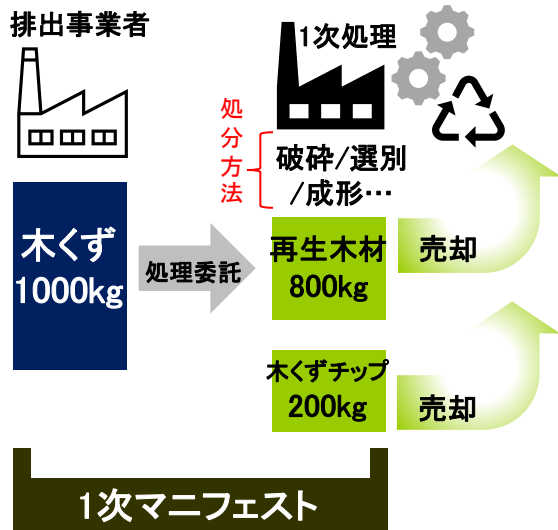 排出事業者
1次処理
処分方法
破砕/選別
/成形…
木くず
1000kg
処理委託
再生木材
800kg
売却
木くずチップ
200kg
売却
1次マニフェスト